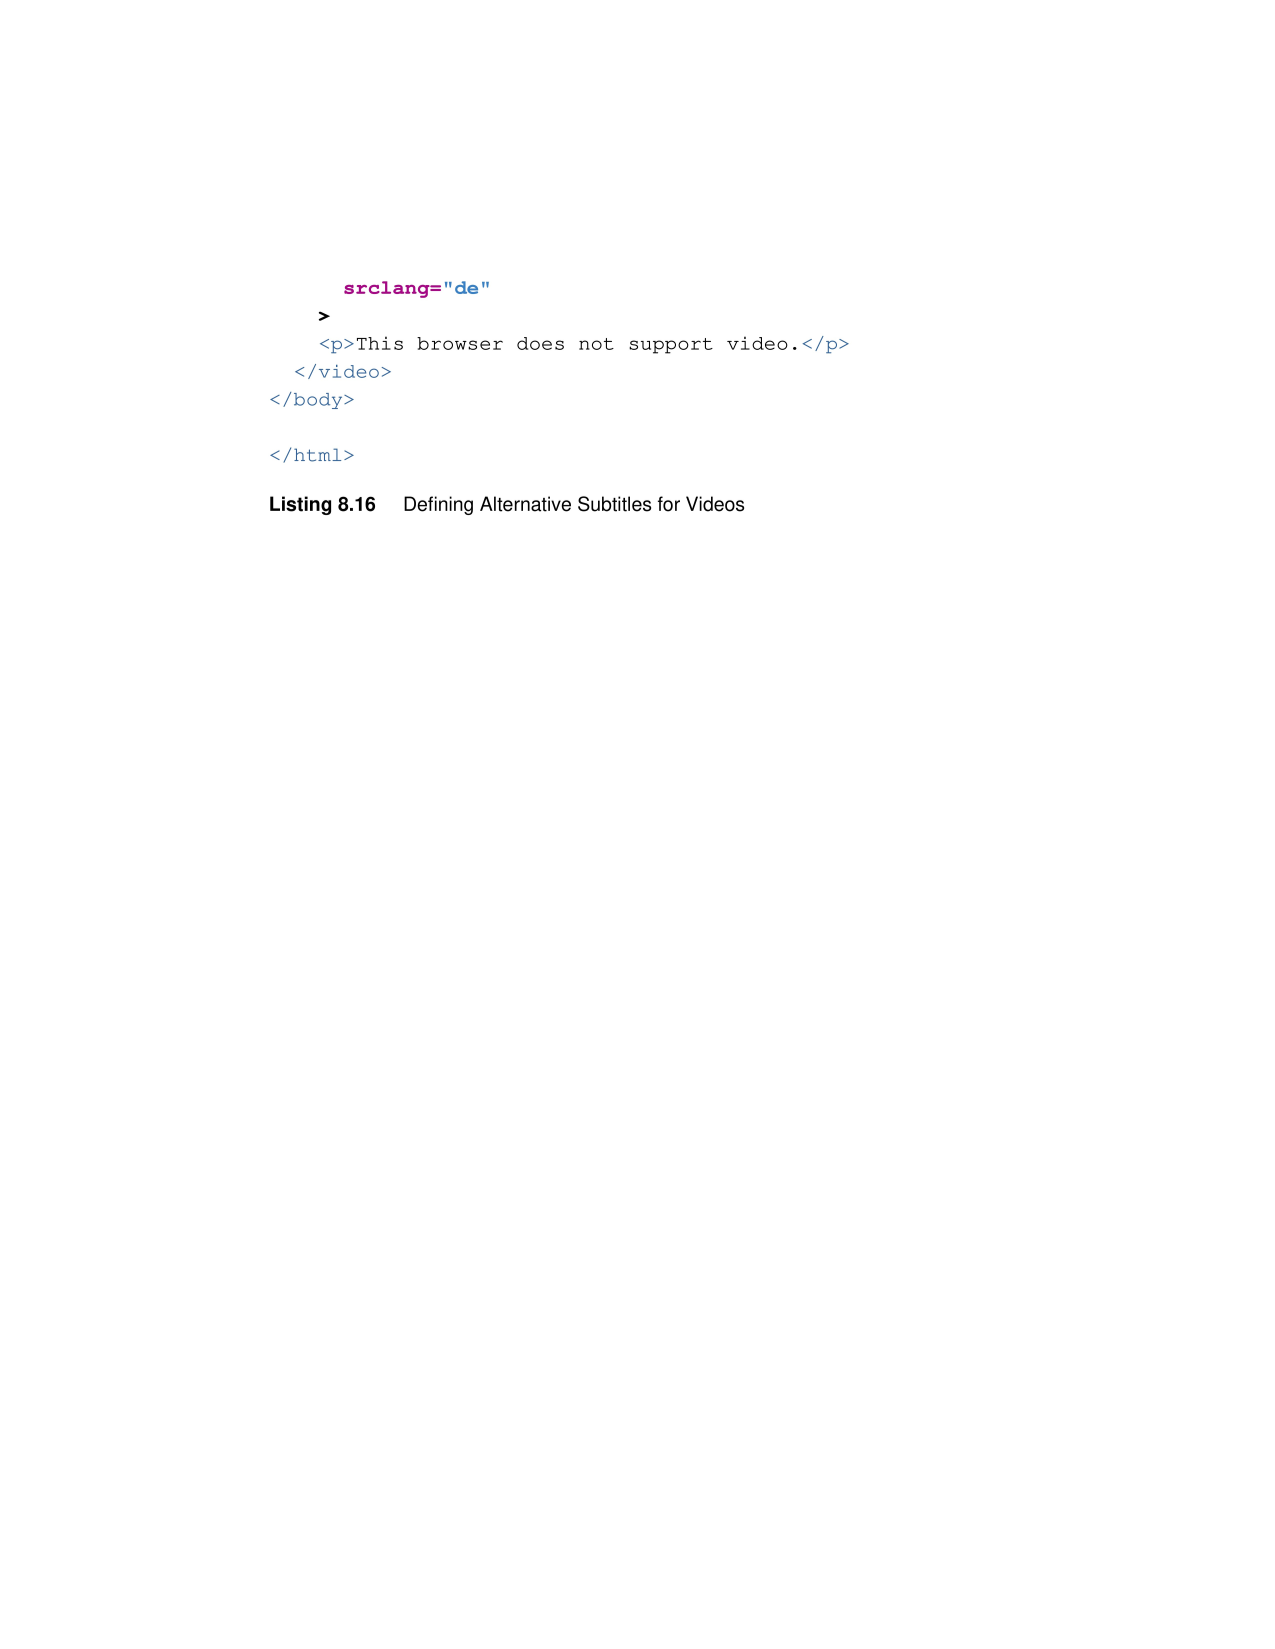 srclang="de"
    >
    <p>This browser does not support video.</p>
  </video>
</body>

</html>
Listing 8.16 Defining Alternative Subtitles for Videos